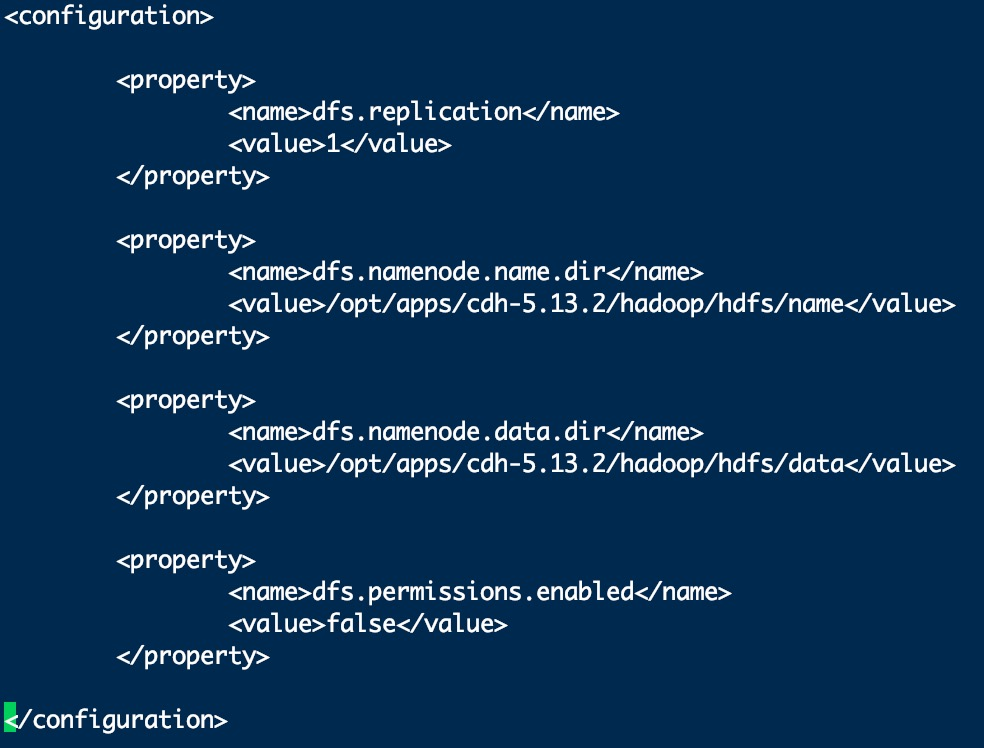 <configuration>
<property>
<name>dfs.replication</name>
<value>1</value>
</property>
<property>
<name>dfs.namenode.name.dir</name>
<value>/opt/apps/cdh-5.13.2/hadoop/hdfs/name</value>
</property>
<property>
<name>dfs.namenode.data.dir</name>
<value>/opt/apps/cdh-5.13.2/hadoop/hdfs/data</value>
</property>
<property>
<name>dfs.permissions.enabled</name>
<value>false</value>
</property>
</configuration>